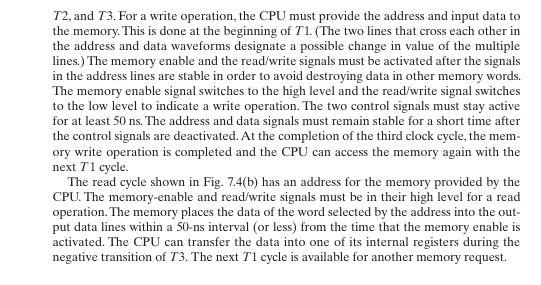 T2, and T3. For a write operation, the CPU must provide the address and input data to
the memory. This is done at the beginning of T1. (The two lines that cross each other in
the address and data waveforms designate a possible change in value of the multiple
lines.) The memory enable and the read/write signals must be activated after the signals
in the address lines are stable in order to avoid destroying data in other memory words.
The memory enable signal switches to the high level and the read/write signal switches
to the low level to indicate a write operation. The two control signals must stay active
for at least 50 ns. The address and data signals must remain stable for a short time after
the control signals are deactivated. At the completion of the third clock cycle, the mem-
ory write operation is completed and the CPU can access the memory again with the
next T1 cycle.
The read cycle shown in Fig. 7.4(b) has an address for the memory provided by the
CPU. The memory-enable and read/write signals must be in their high level for a read
operation. The memory places the data of the word selected by the address into the out-
put data lines within a 50-ns interval (or less) from the time that the memory enable is
activated. The CPU can transfer the data into one of its internal registers during the
negative transition of T3. The next T1 cycle is available for another memory request.